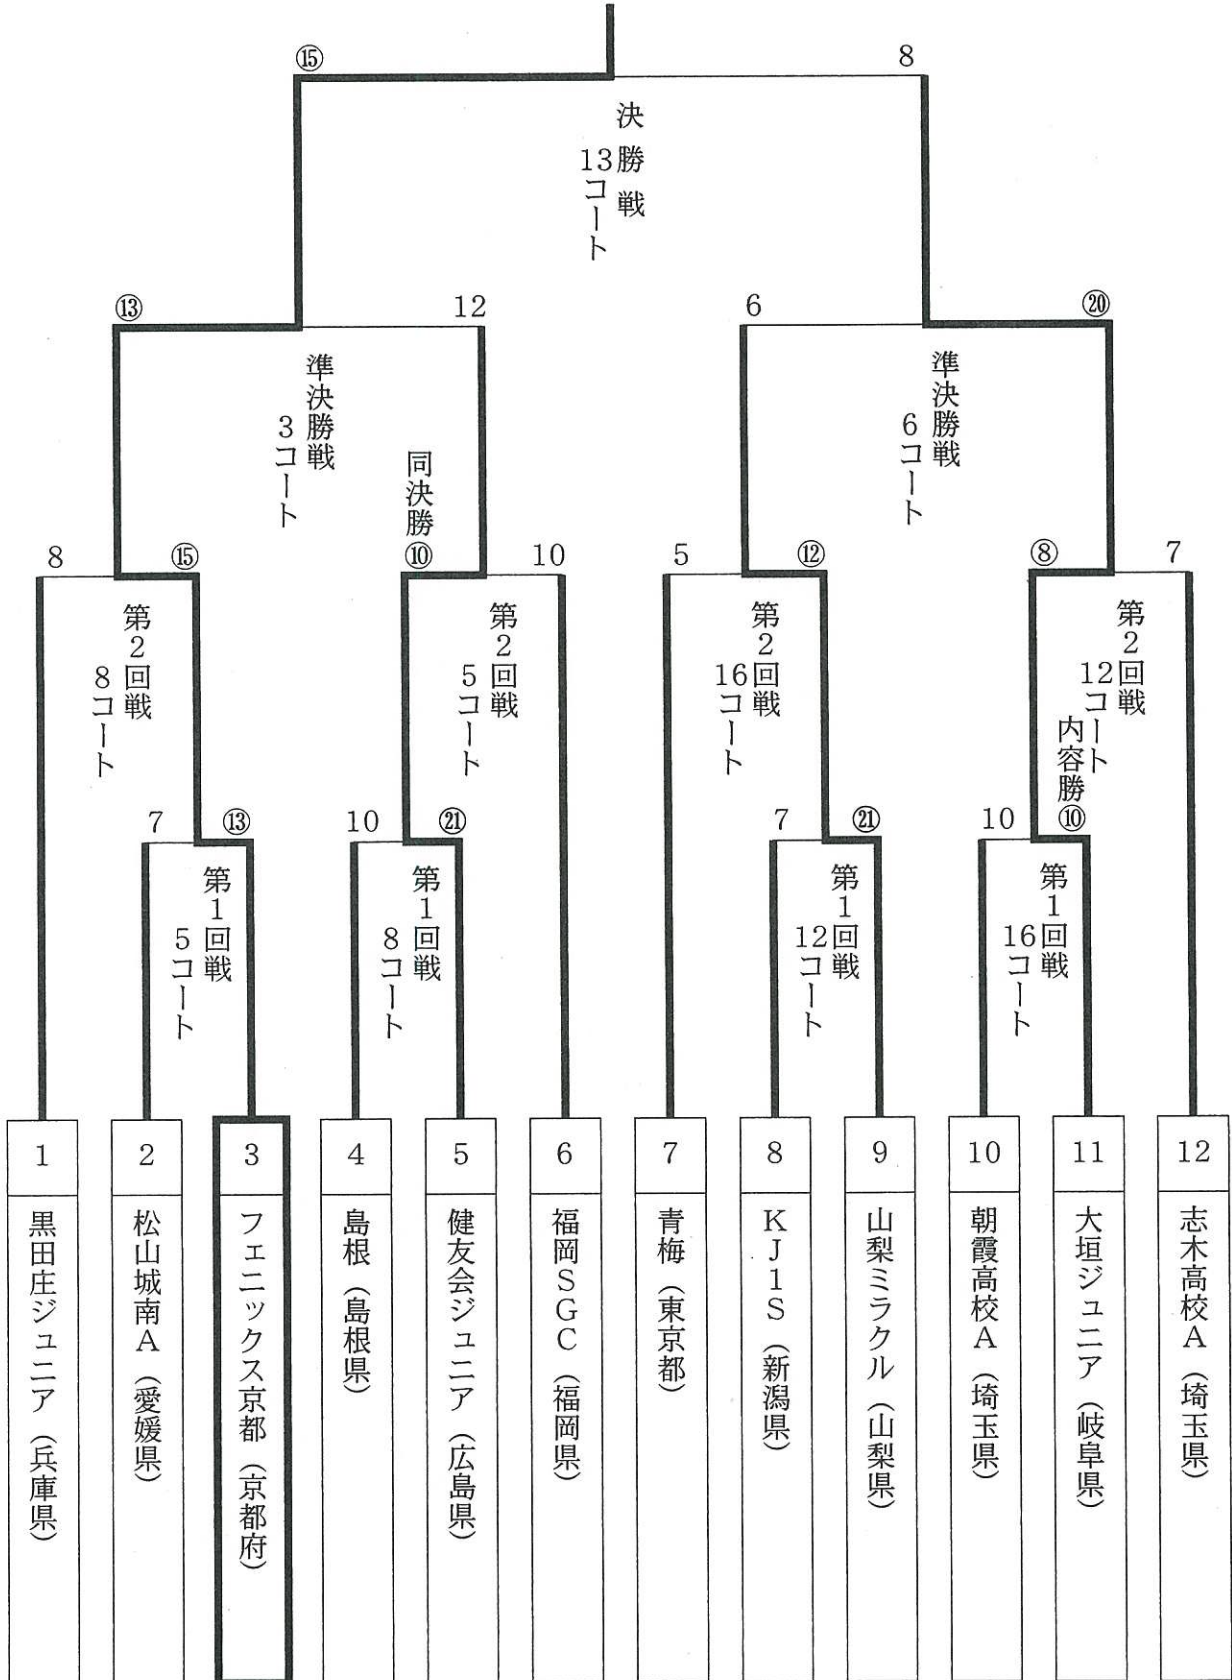 ⑮
8
決勝戦
13コート
⑬
12
6
⑳
準決勝戦
3コート
準決勝戦
6コート
8
⑮
同決勝
⑩
10
5
⑫
⑧
7
第2回戦
8コート
第2回戦
5コート
第2回戦
16コート
第2回戦
12コート
7
⑬
10
㉑
7
㉑
10
内容勝
⑩
第1回戦
5コート
第1回戦
8コート
第1回戦
12コート
第1回戦
16コート
1
黒田庄ジュニア（兵庫県）
2
松山城南A（愛媛県）
3
フェニックス京都（京都府）
4
島根（島根県）
5
健友会ジュニア（広島県）
6
福岡SGC（福岡県）
7
青梅（東京都）
8
KJ1S（新潟県）
9
山梨ミラクル（山梨県）
10
朝霞高校A（埼玉県）
11
大垣ジュニア（岐阜県）
12
志木高校A（埼玉県）